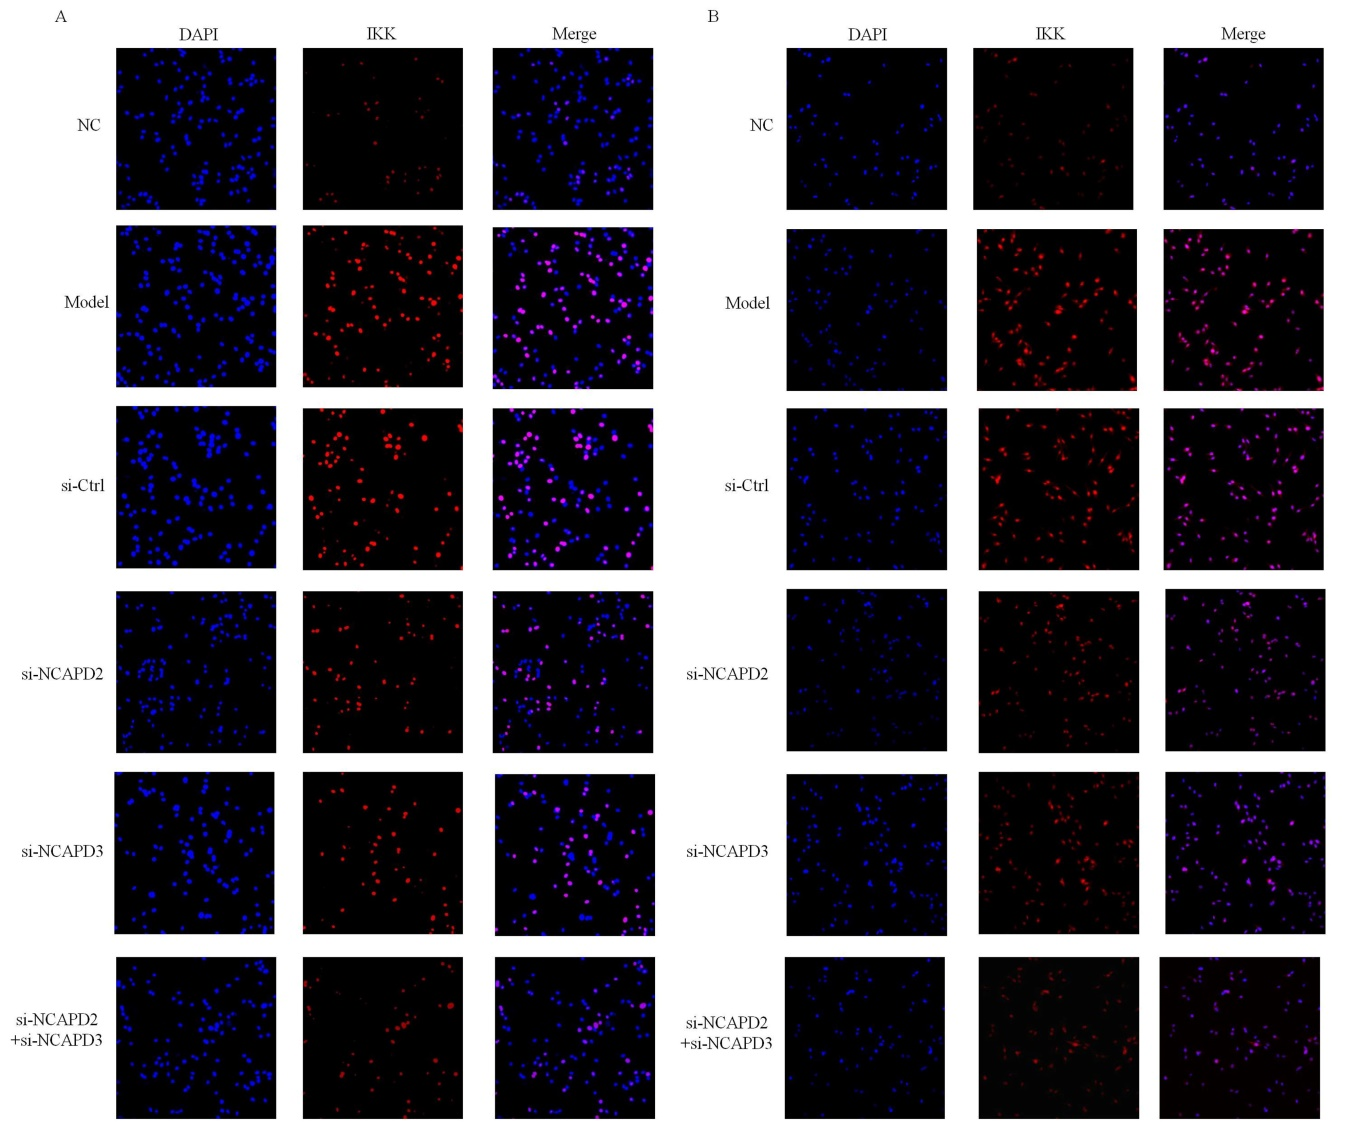 A
B
DAPI
IKK
Merge
DAPI
IKK
Merge
NC
NC
Model
Model
si-Ctrl
si-Ctrl
si-NCAPD2
si-NCAPD2
si-NCAPD3
si-NCAPD3
si-NCAPD2
+si-NCAPD3
si-NCAPD2
+si-NCAPD3